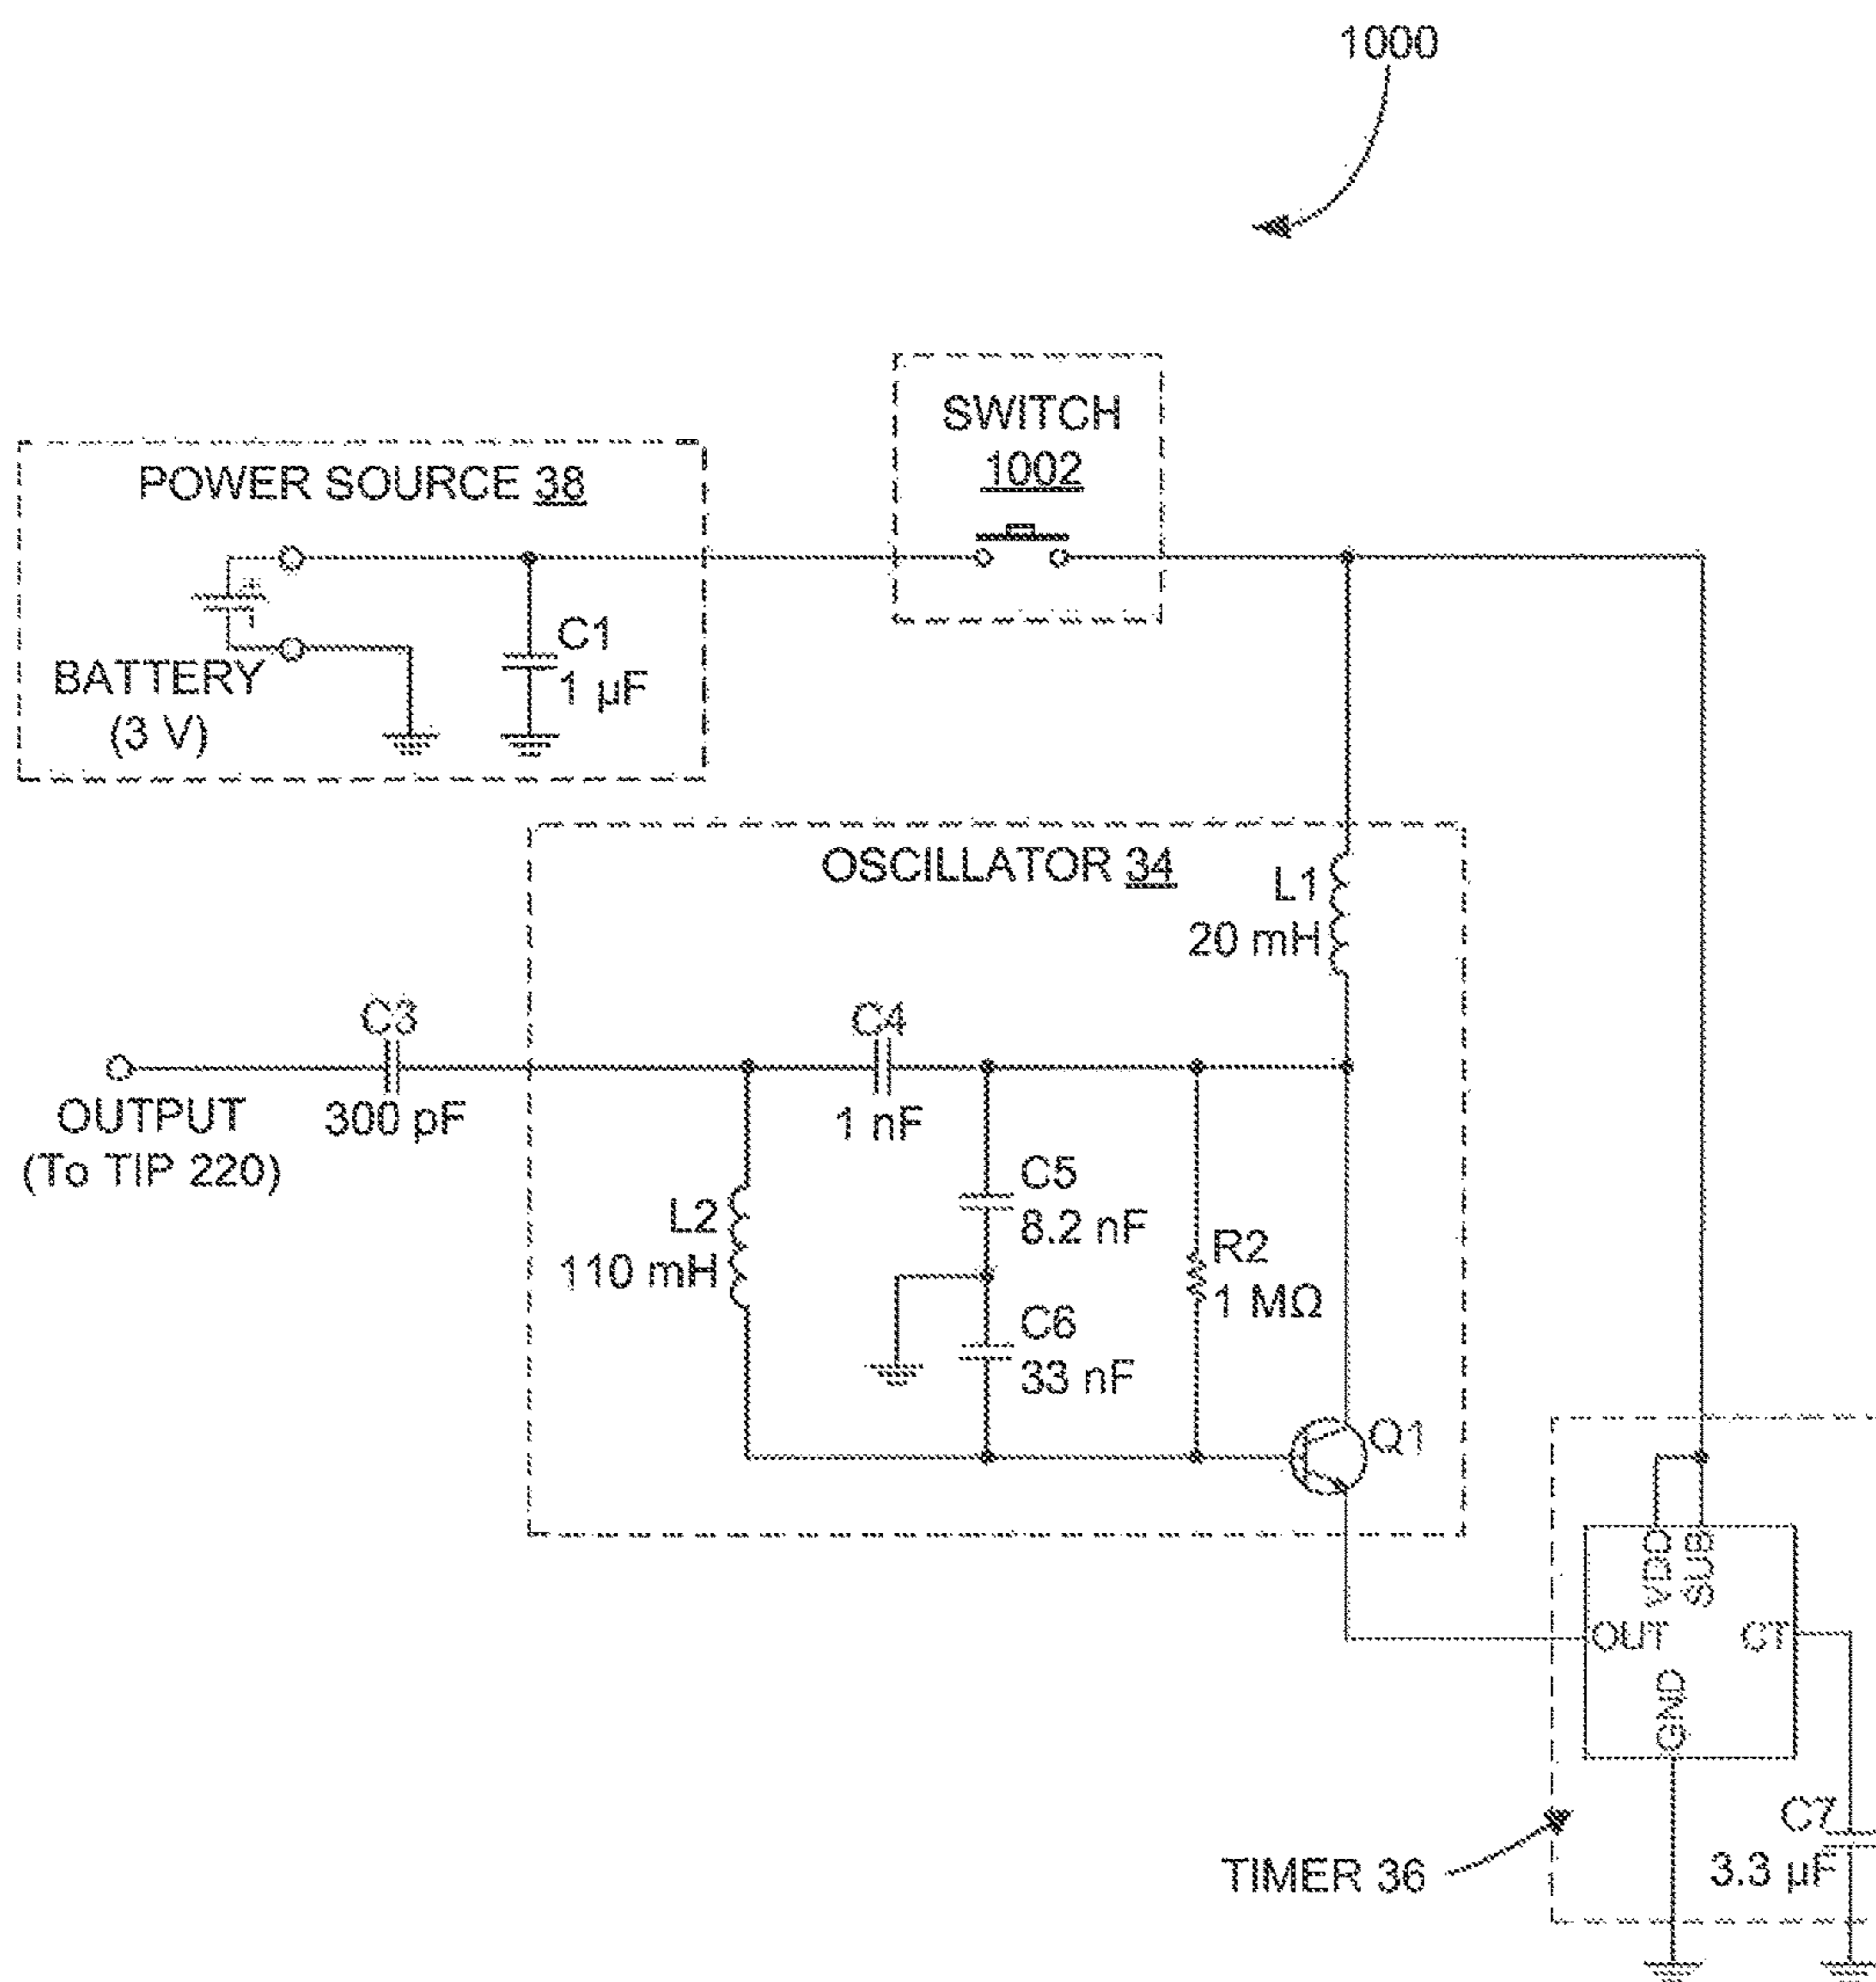 1000
SWITCH
1002
POWER SOURCE 38
BATTERY
(3 V)
C1
1 µF
OSCILLATOR 34
L1
20 mH
C3
300 pF
OUTPUT
(To TIP 220)
C4
1 nF
L2
110 mH
C5
8.2 nF
C6
33 nF
R2
1 MΩ
Q1
VDD
SUB
OUT
CT
GND
C7
3.3 µF
TIMER 36